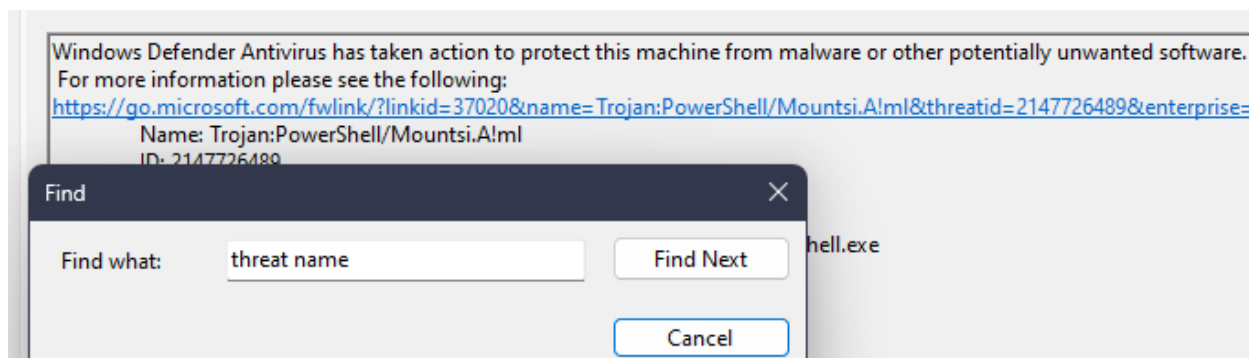 Windows Defender Antivirus has taken action to protect this machine from malware or other potentially unwanted software.
For more information please see the following:
https://go.microsoft.com/fwlink/?linkid=37020&name=Trojan:PowerShell/Mountsi.A!ml&threatid=2147726489&enterprise=
Name: Trojan:PowerShell/Mountsi.A!ml
ID: 2147726489
Find
hell.exe
Find what:
threat name
Find Next
Cancel